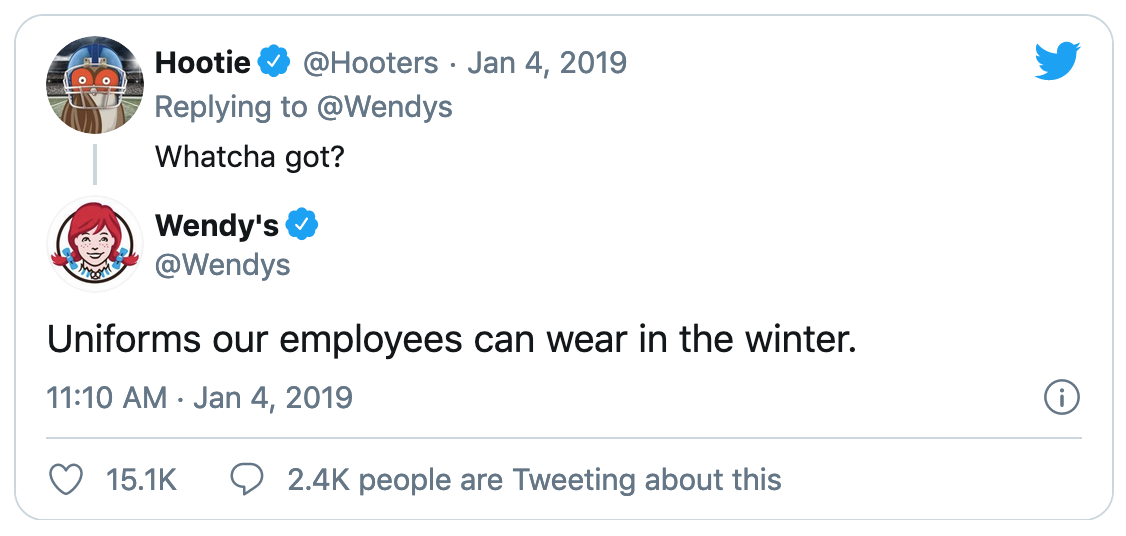 Hootie @Hooters · Jan 4, 2019
Replying to @Wendys
Whatcha got?
Wendy's
@Wendys
Uniforms our employees can wear in the winter.
11:10 AM · Jan 4, 2019
15.1K 2.4K people are Tweeting about this